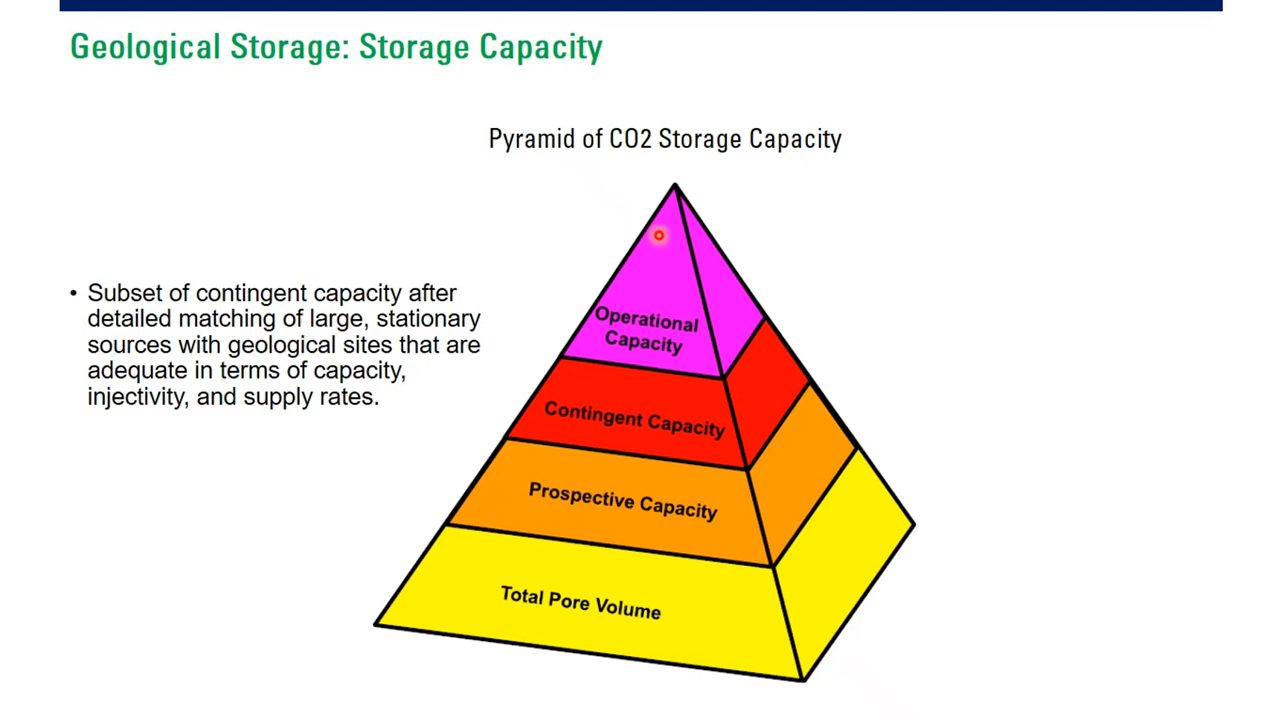 Geological Storage: Storage Capacity
Pyramid of CO2 Storage Capacity
• Subset of contingent capacity after
detailed matching of large, stationary
sources with geological sites that are
adequate in terms of capacity,
injectivity, and supply rates.
Operational
Capacity
Contingent Capacity
Prospective Capacity
Total Pore Volume